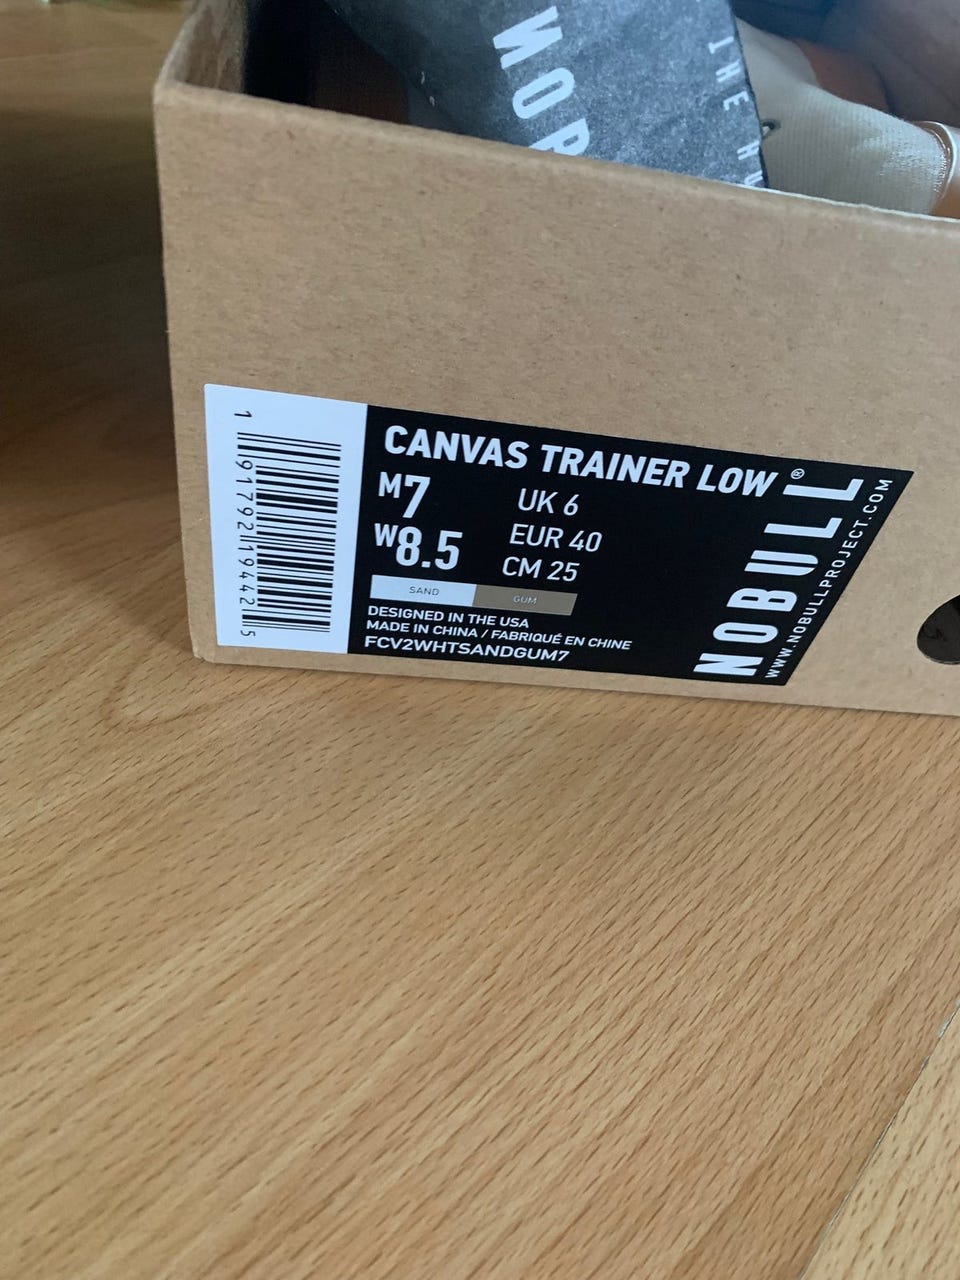 THE
CANVAS TRAINER LOW
M7
UK 6
W8.5
EUR 40
CM 25
SAND
GUM
DESIGNED IN THE USA
MADE IN CHINA / FABRIQUÉ EN CHINE
FCV2WHTSANDGUM7
NOBULL®
WWW.NOBULLPROJECT.COM
1 91792 19442 5